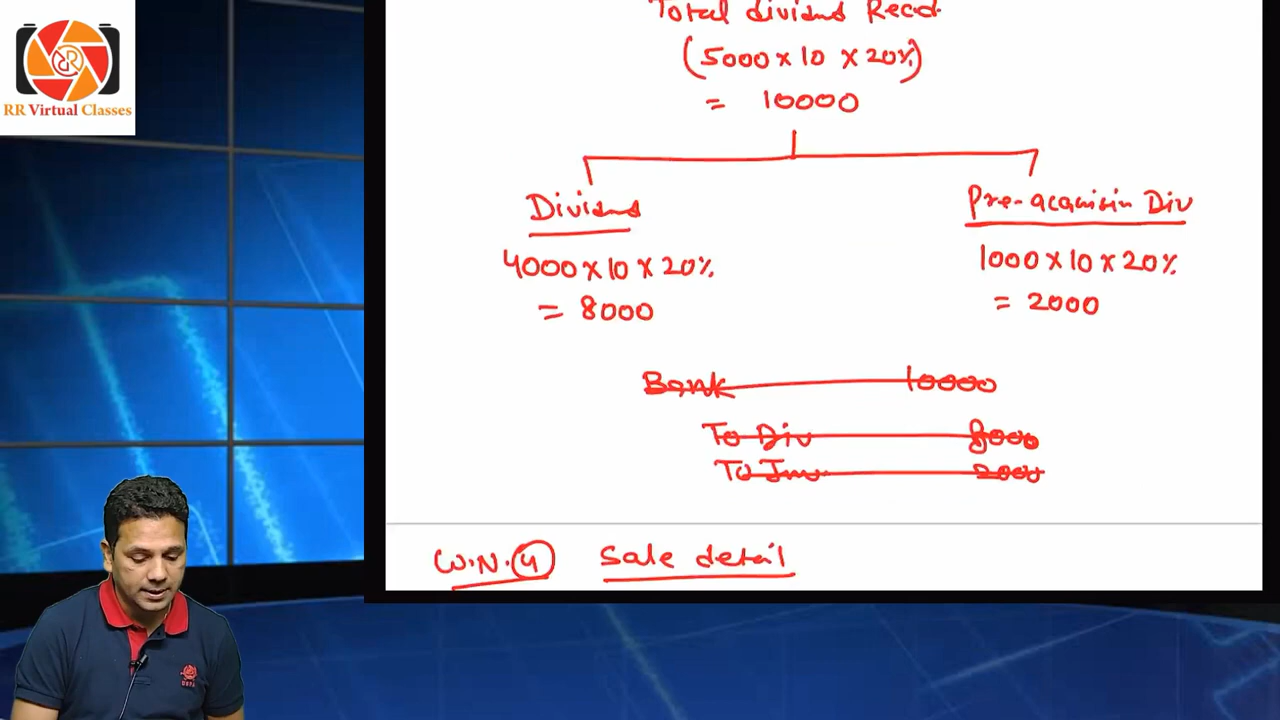 RR Virtual Classes
Total dividend Recd.
(5000 x 10 x 20%)
= 10000
Dividend
4000 x 10 x 20%
= 8000
Pre-acquisition Div
1000 x 10 x 20%
= 2000
Bank 10000
To Div 8000
To Inv 2000
W.N. 4 Sale detail